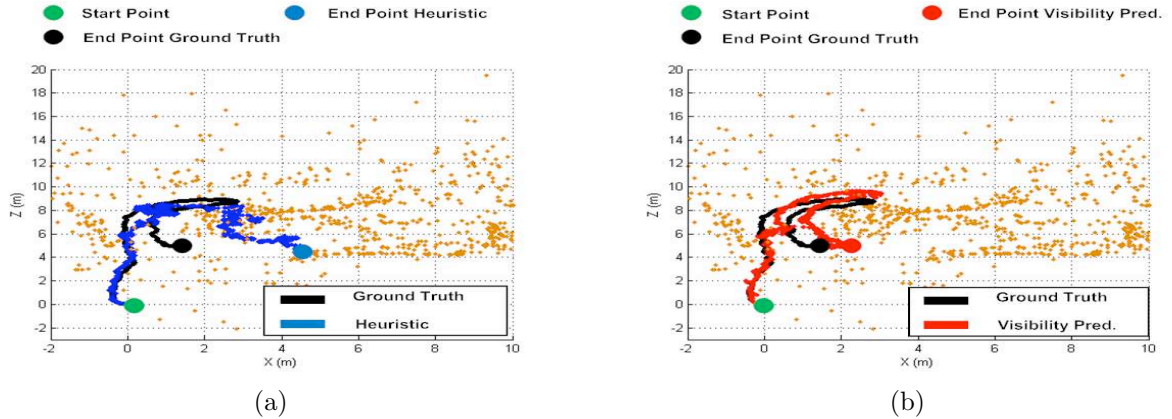 Start Point End Point Heuristic
End Point Ground Truth
20
18
16
14
12
10
8
6
4
2
0
-2
Z (m)
-2 0 2 4 6 8 10
X (m)
Ground Truth
Heuristic
(a)
Start Point End Point Visibility Pred.
End Point Ground Truth
20
18
16
14
12
10
8
6
4
2
0
-2
Z (m)
-2 0 2 4 6 8 10
X (m)
Ground Truth
Visibility Pred.
(b)